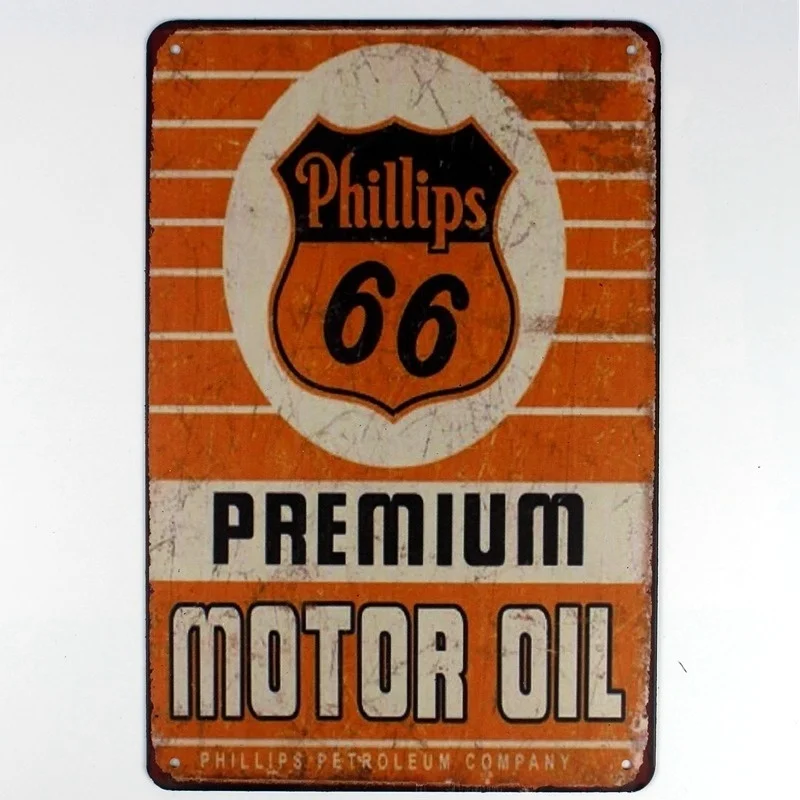 Phillips
66
PREMIUM
MOTOR OIL
PHILLIPS PETROLEUM COMPANY